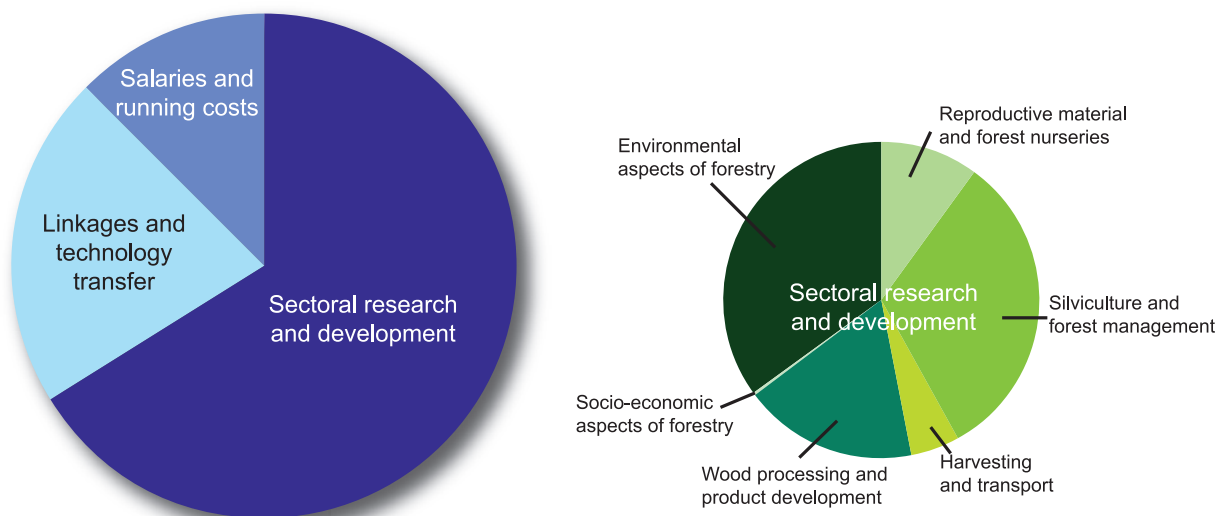 Salaries and
running costs
Linkages and
technology
transfer
Sectoral research
and development
Reproductive material
and forest nurseries
Environmental
aspects of forestry
Sectoral research
and development
Silviculture and
forest management
Socio-economic
aspects of forestry
Wood processing and
product development
Harvesting
and transport